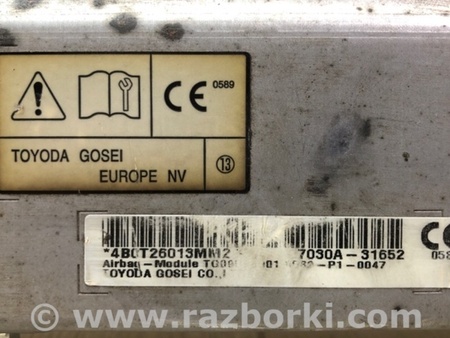 CE 0589
TOYODA GOSEI
EUROPE NV
13
*4B0T26013MM2 7030A-31652
Airbag-Module -P1-0047
TOYODA GOSEI CO.,
CE
www.razborki.com